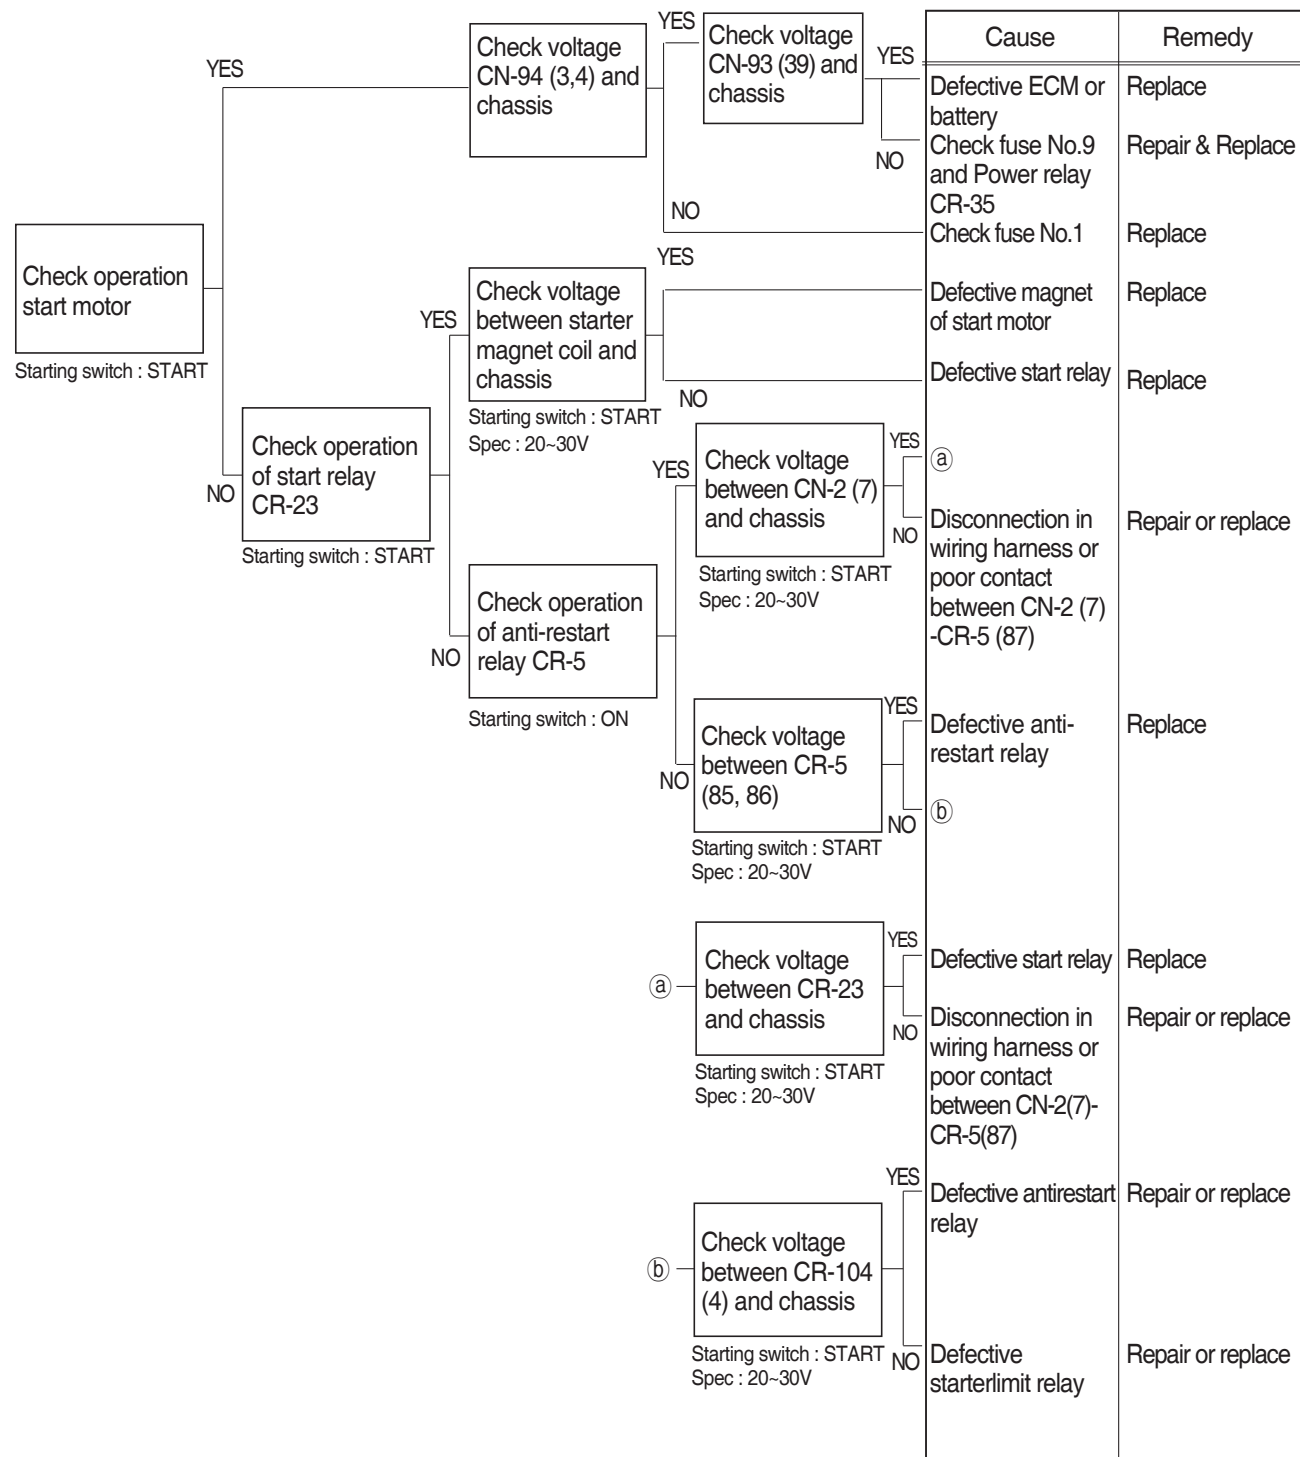 Cause
Remedy
YES
Check voltage
CN-94 (3,4) and
chassis
YES
Check voltage
CN-93 (39) and
chassis
YES
Defective ECM or
battery
Replace
NO
Check fuse No.9
and Power relay
CR-35
Repair & Replace
NO
Check fuse No.1
Replace
Check operation
start motor
Starting switch : START
NO
Check operation
of start relay
CR-23
Starting switch : START
YES
Check voltage
between starter
magnet coil and
chassis
Starting switch : START
Spec : 20~30V
YES
Defective magnet
of start motor
Replace
NO
Defective start relay
Replace
NO
Check operation
of anti-restart
relay CR-5
Starting switch : ON
YES
Check voltage
between CN-2 (7)
and chassis
Starting switch : START
Spec : 20~30V
YES
ⓐ
NO
Disconnection in
wiring harness or
poor contact
between CN-2 (7)
-CR-5 (87)
Repair or replace
NO
Check voltage
between CR-5
(85, 86)
Starting switch : START
Spec : 20~30V
YES
Defective anti-
restart relay
Replace
NO
ⓑ
ⓐ
Check voltage
between CR-23
and chassis
Starting switch : START
Spec : 20~30V
YES
Defective start relay
Replace
NO
Disconnection in
wiring harness or
poor contact
between CN-2(7)-
CR-5(87)
Repair or replace
ⓑ
Check voltage
between CR-104
(4) and chassis
Starting switch : START
Spec : 20~30V
YES
Defective antirestart
relay
Repair or replace
NO
Defective
starterlimit relay
Repair or replace